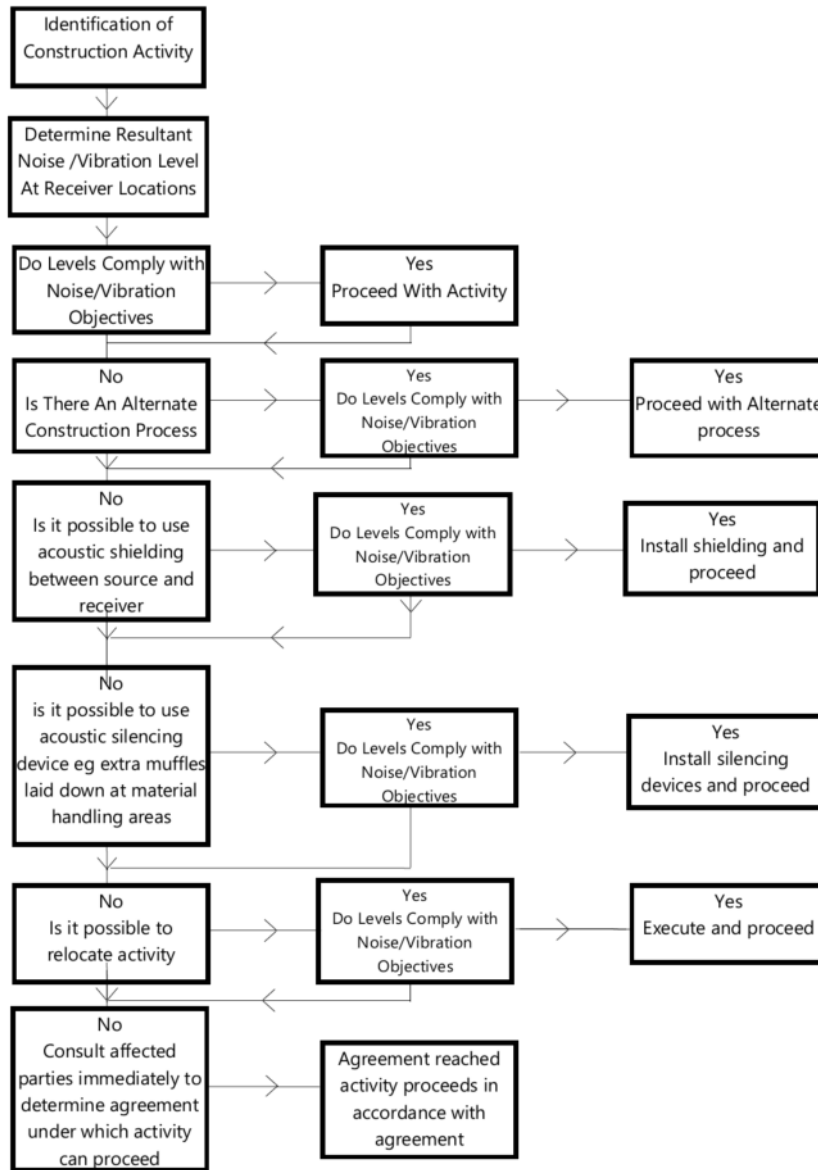 Identification of
Construction Activity
Determine Resultant
Noise /Vibration Level
At Receiver Locations
Do Levels Comply with
Noise/Vibration
Objectives
Yes
Proceed With Activity
No
Is There An Alternate
Construction Process
Yes
Do Levels Comply with
Noise/Vibration
Objectives
Yes
Proceed with Alternate
process
No
Is it possible to use
acoustic shielding
between source and
receiver
Yes
Do Levels Comply with
Noise/Vibration
Objectives
Yes
Install shielding and
proceed
No
is it possible to use
acoustic silencing
device eg extra muffles
laid down at material
handling areas
Yes
Do Levels Comply with
Noise/Vibration
Objectives
Yes
Install silencing
devices and proceed
No
Is it possible to
relocate activity
Yes
Do Levels Comply with
Noise/Vibration
Objectives
Yes
Execute and proceed
No
Consult affected
parties immediately to
determine agreement
under which activity
can proceed
Agreement reached
activity proceeds in
accordance with
agreement